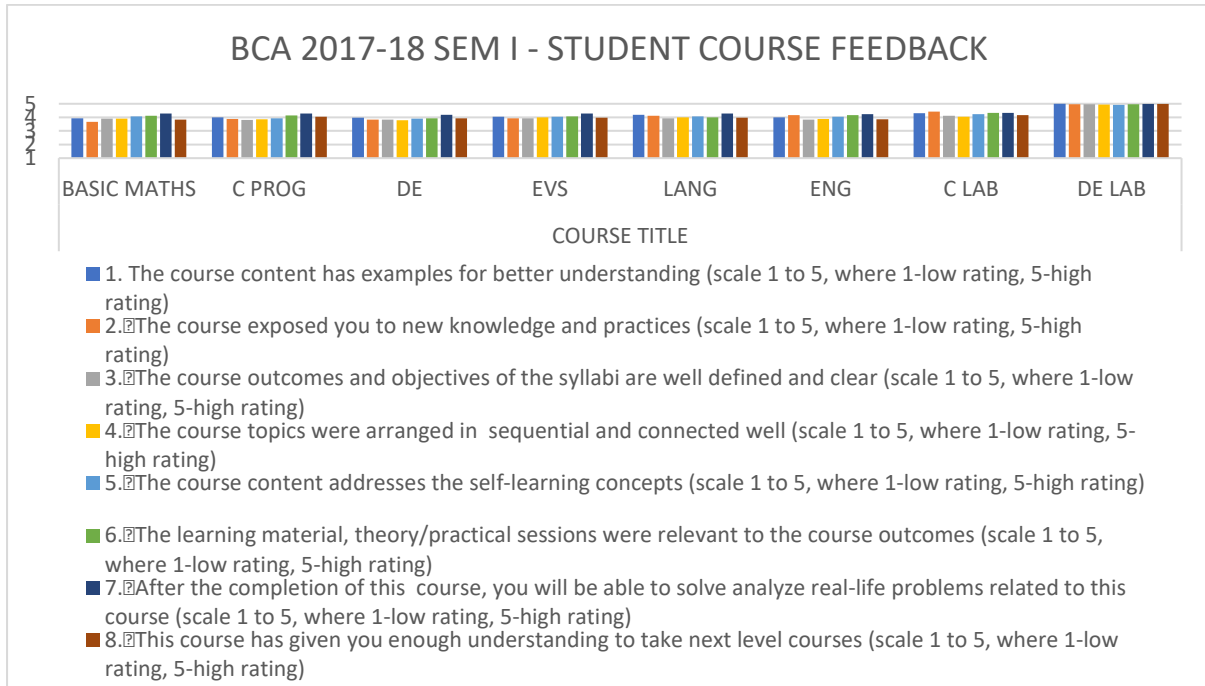 BCA 2017-18 SEM I - STUDENT COURSE FEEDBACK
5
4
3
2
1
BASIC MATHS C PROG DE EVS LANG ENG C LAB DE LAB
COURSE TITLE
1. The course content has examples for better understanding (scale 1 to 5, where 1-low rating, 5-high
rating)
2.⍰The course exposed you to new knowledge and practices (scale 1 to 5, where 1-low rating, 5-high
rating)
3.⍰The course outcomes and objectives of the syllabi are well defined and clear (scale 1 to 5, where 1-low
rating, 5-high rating)
4.⍰The course topics were arranged in  sequential and connected well (scale 1 to 5, where 1-low rating, 5-
high rating)
5.⍰The course content addresses the self-learning concepts (scale 1 to 5, where 1-low rating, 5-high rating)
6.⍰The learning material, theory/practical sessions were relevant to the course outcomes (scale 1 to 5,
where 1-low rating, 5-high rating)
7.⍰After the completion of this  course, you will be able to solve analyze real-life problems related to this
course (scale 1 to 5, where 1-low rating, 5-high rating)
8.⍰This course has given you enough understanding to take next level courses (scale 1 to 5, where 1-low
rating, 5-high rating)